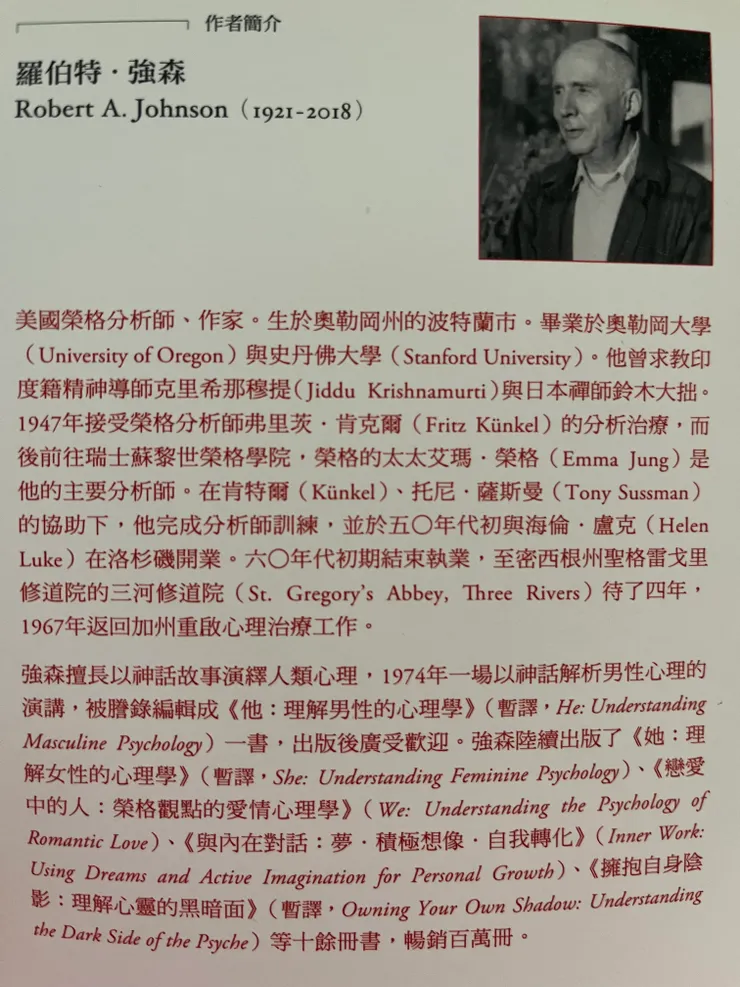 作者簡介
羅伯特・強森
Robert A. Johnson（1921-2018）
美國榮格分析師、作家。生於奧勒岡州的波特蘭市。畢業於奧勒岡大學
（University of Oregon）與史丹佛大學（Stanford University）。他曾求教印
度籍精神導師克里希那穆提（Jiddu Krishnamurti）與日本禪師鈴木大拙。
1947年接受榮格分析師弗里茨・肯克爾（Fritz Künkel）的分析治療，而
後前往瑞士蘇黎世榮格學院，榮格的太太艾瑪・榮格（Emma Jung）是
他的主要分析師。在肯特爾（Künkel）、托尼・薩斯曼（Tony Sussman）
的協助下，他完成分析師訓練，並於五〇年代初與海倫・盧克（Helen
Luke）在洛杉磯開業。六〇年代初期結束執業，至密西根州聖格雷戈里
修道院的三河修道院（St. Gregory's Abbey, Three Rivers）待了四年，
1967年返回加州重啟心理治療工作。
強森擅長以神話故事演繹人類心理，1974年一場以神話解析男性心理的
演講，被謄錄編輯成《他：理解男性的心理學》（暫譯，He: Understanding
Masculine Psychology）一書，出版後廣受歡迎。強森陸續出版了《她：理
解女性的心理學》（暫譯，She: Understanding Feminine Psychology）、《戀愛
中的人：榮格觀點的愛情心理學》（We: Understanding the Psychology of
Romantic Love）、《與內在對話：夢・積極想像・自我轉化》（Inner Work:
Using Dreams and Active Imagination for Personal Growth）、《擁抱自身陰
影：理解心靈的黑暗面》（暫譯，Owning Your Own Shadow: Understanding
the Dark Side of the Psyche）等十餘冊書，暢銷百萬冊。